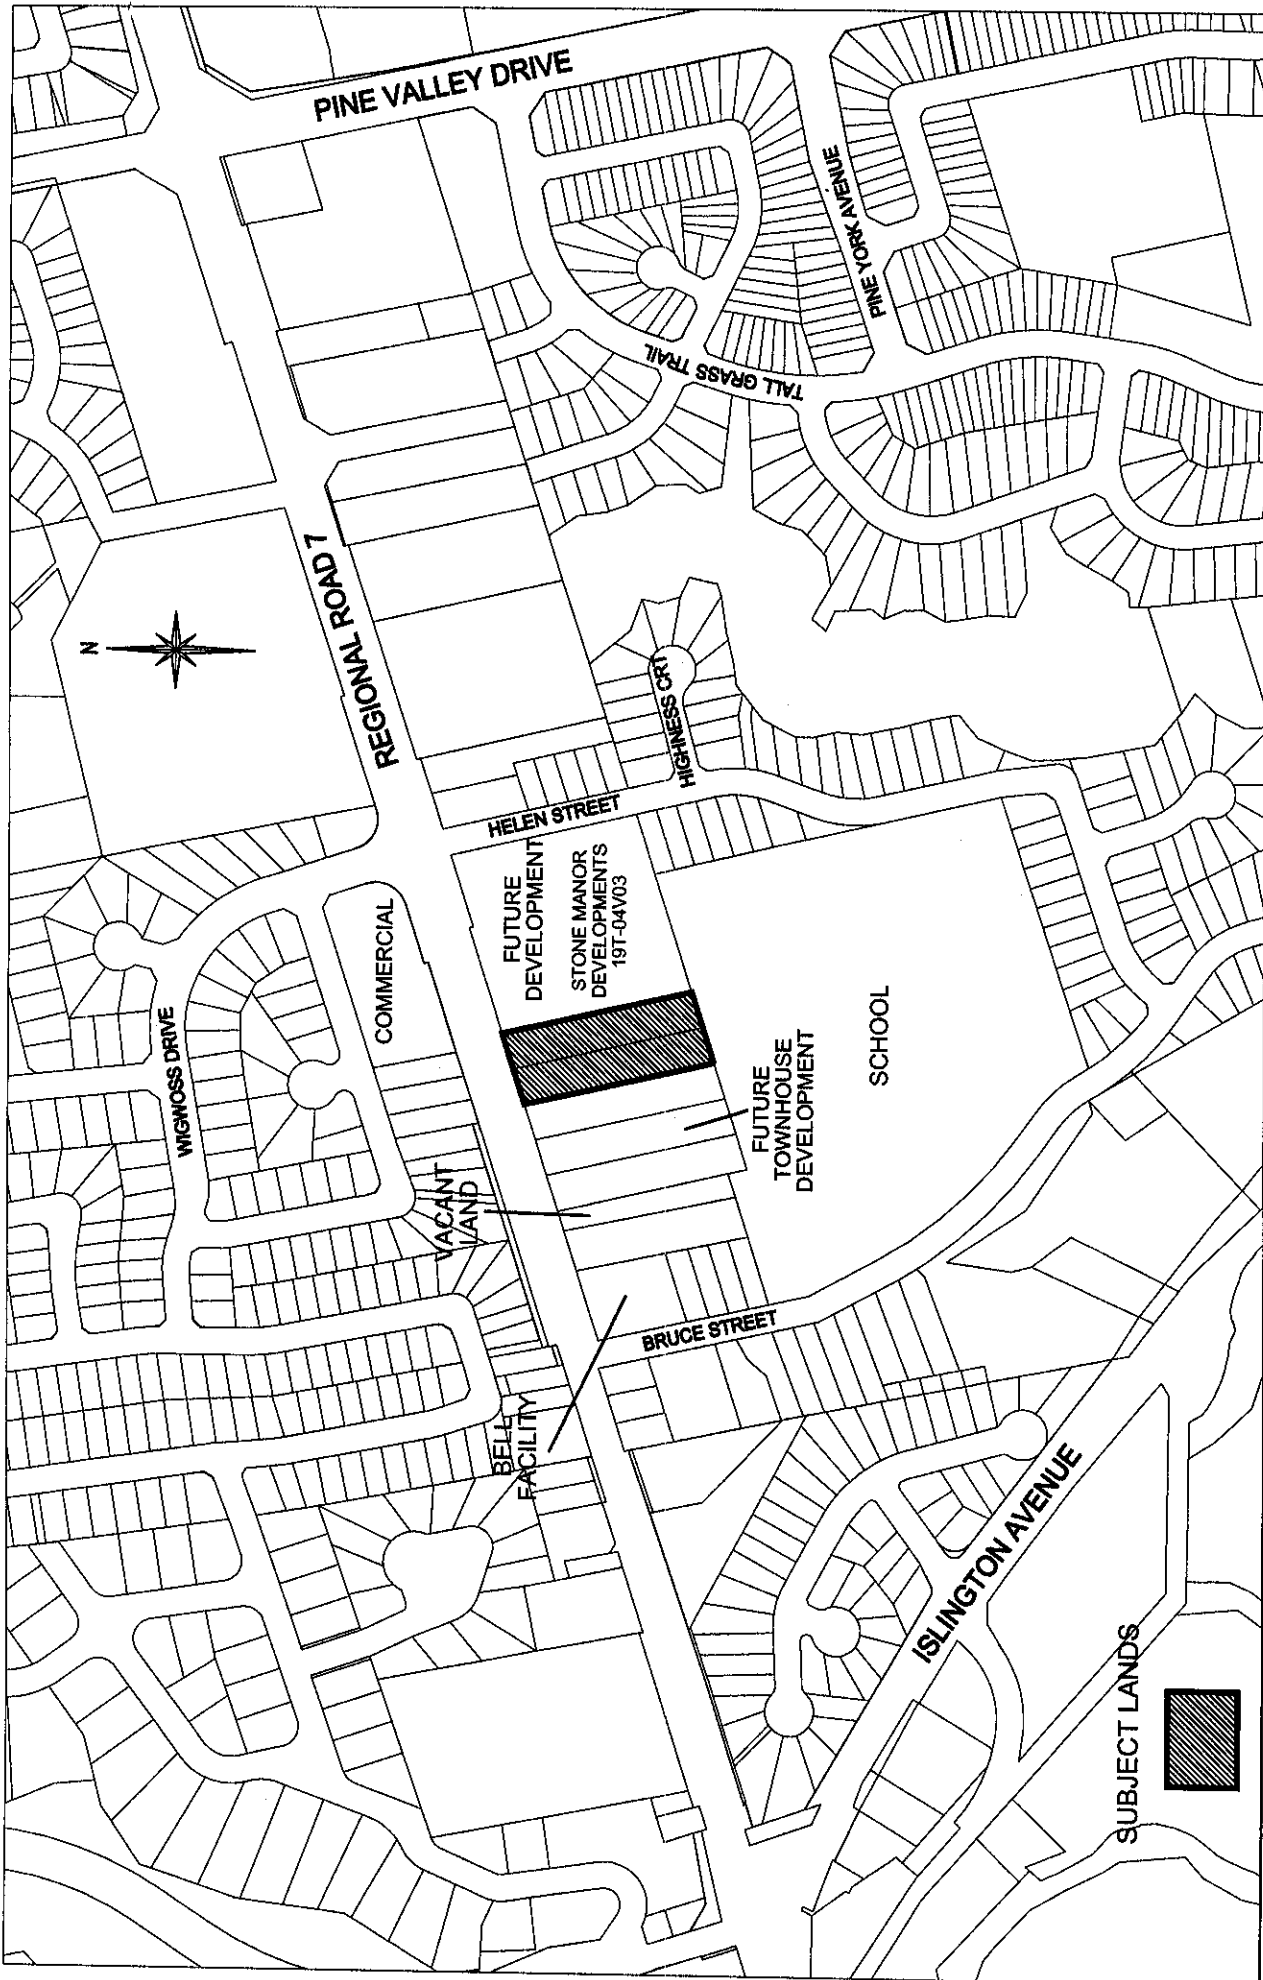 PINE VALLEY DRIVE
PINE YORK AVENUE
TALL GRASS TRAIL
N
REGIONAL ROAD 7
HIGHNESS CRT
HELEN STREET
FUTURE
DEVELOPMENT
STONE MANOR
DEVELOPMENTS
19T-04V03
COMMERCIAL
WIGWOSS DRIVE
SCHOOL
FUTURE
TOWNHOUSE
DEVELOPMENT
VACANT
LAND
BRUCE STREET
BELL
FACILITY
ISLINGTON AVENUE
SUBJECT LANDS